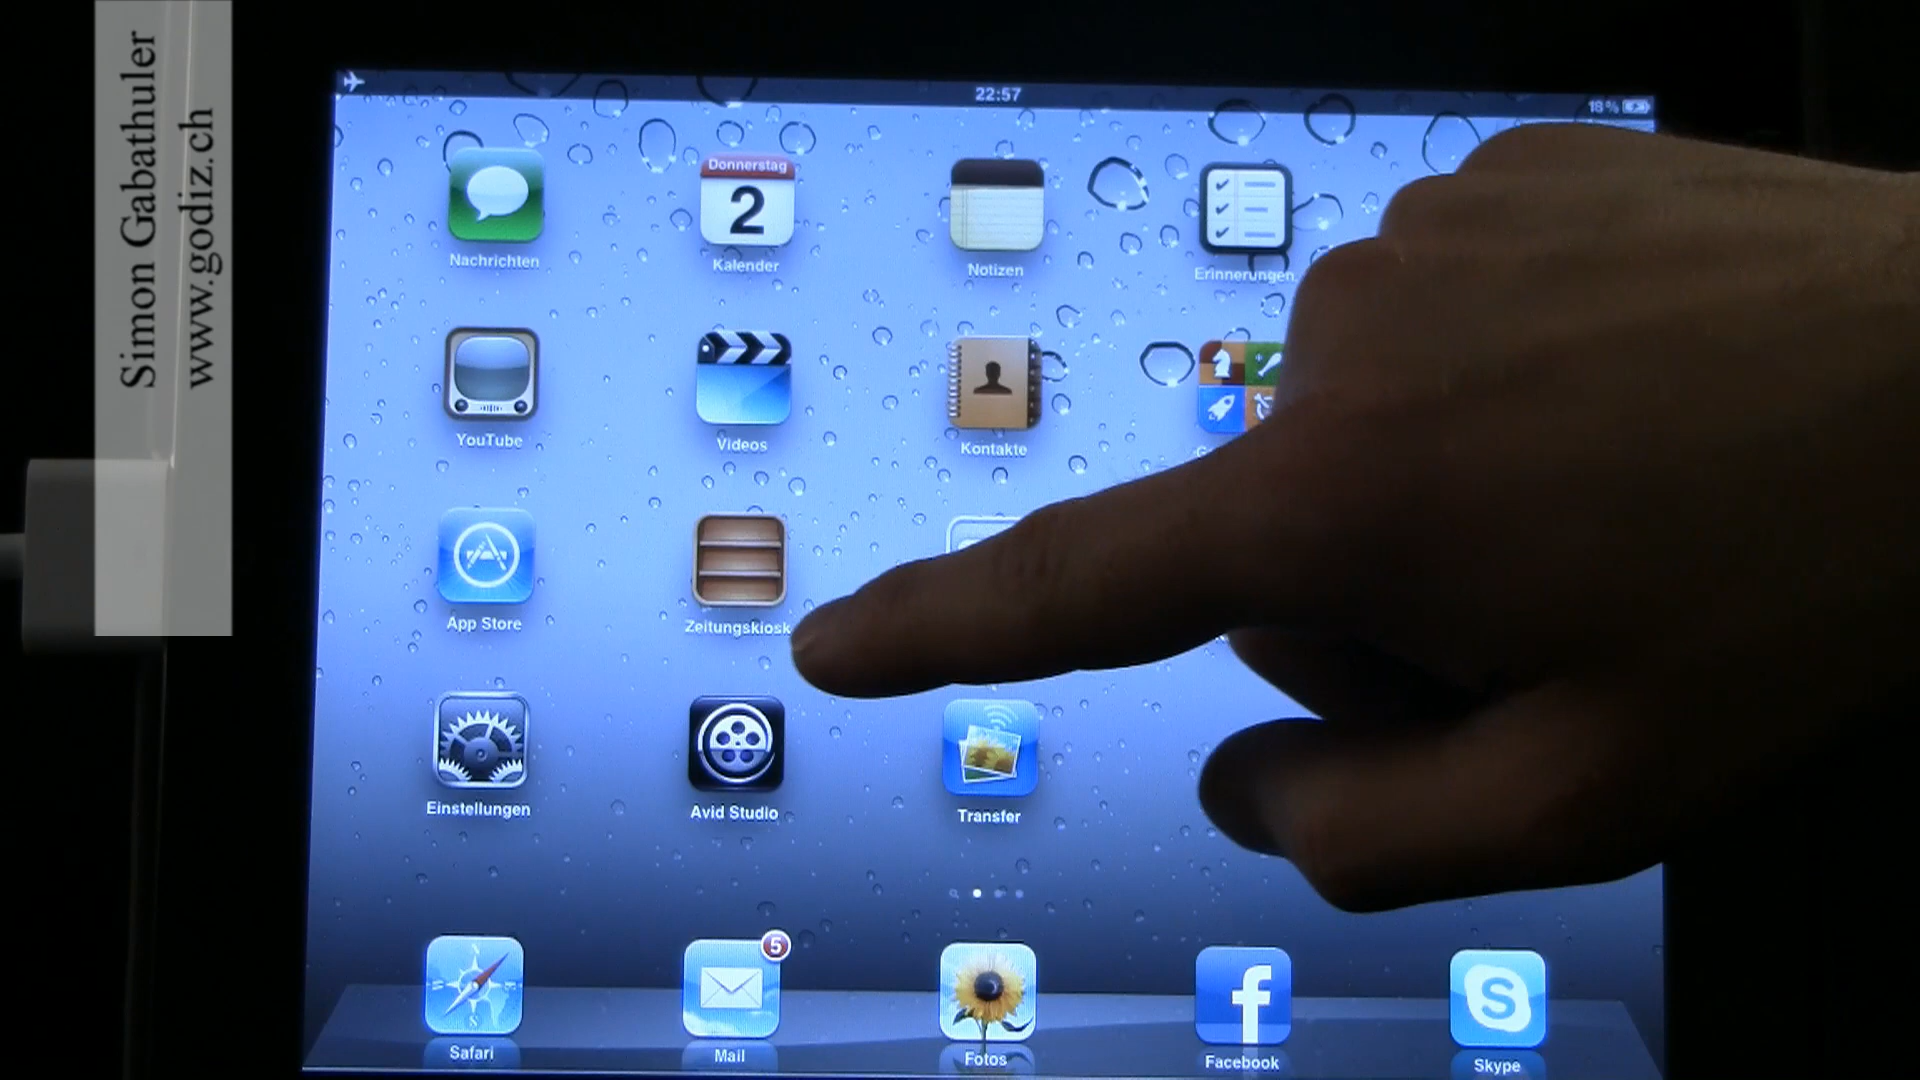 Simon Gabathuler
www.godiz.ch
22:57
18%
Donnerstag
2
Nachrichten
Kalender
Notizen
Erinnerungen
YouTube
Videos
Kontakte
App Store
Zeitungskiosk
Einstellungen
Avid Studio
Transfer
5
Safari
Mail
Fotos
Facebook
Skype